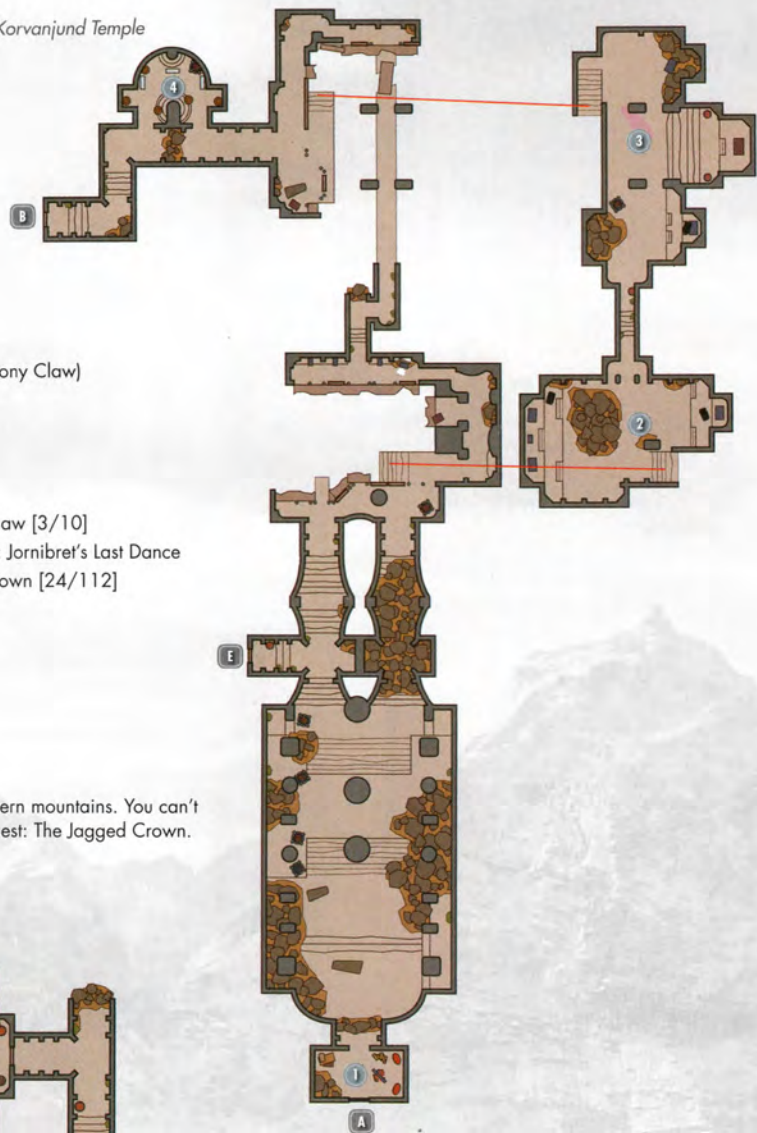 Korvanjund Temple
4
3
B
ony Claw)
2
aw [3/10]
Jornibret's Last Dance
own [24/112]
E
ern mountains. You can't
est: The Jagged Crown.
1
A